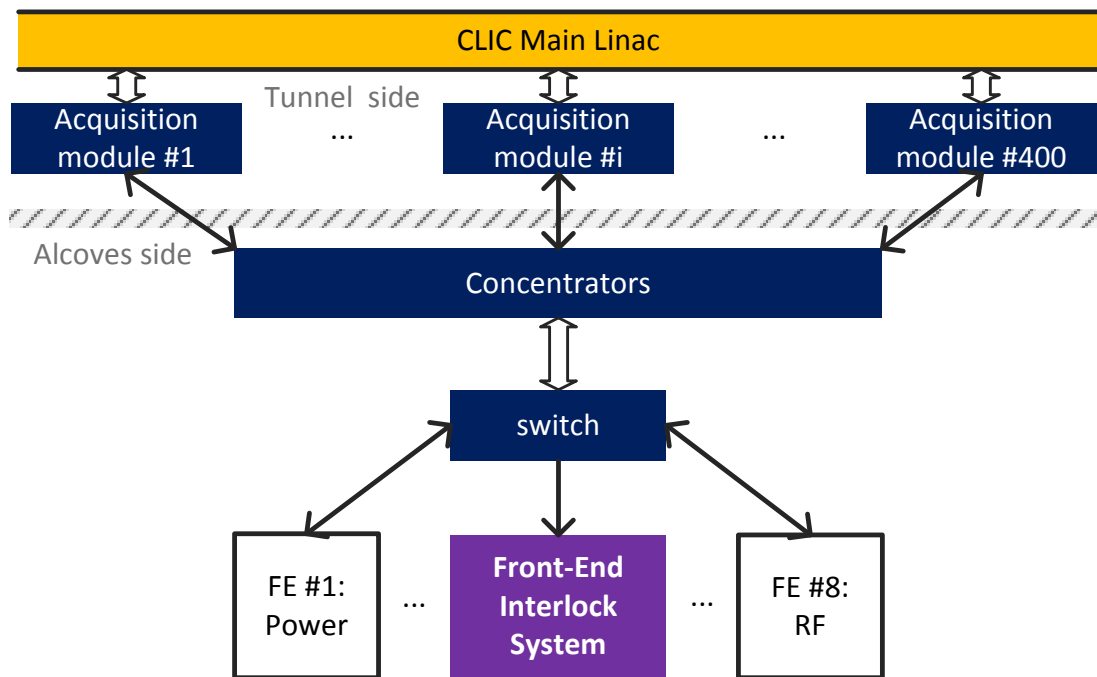 CLIC Main Linac
Tunnel side
Acquisition
module #1
...
Acquisition
module #i
...
Acquisition
module #400
Alcoves side
Concentrators
switch
FE #1:
Power
...
Front-End
Interlock
System
...
FE #8:
RF